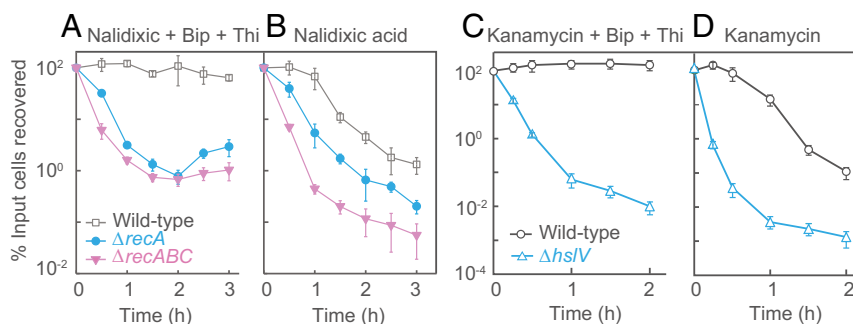 A Nalidixic + Bip + Thi
B Nalidixic acid
C Kanamycin + Bip + Thi
D Kanamycin
% Input cells recovered
10²
10⁰
10⁻²
Wild-type
ΔrecA
ΔrecABC
0 1 2 3
Time (h)
0 1 2 3
Time (h)
10²
10⁰
10⁻²
10⁻⁴
Wild-type
ΔhslV
0 1 2
Time (h)
0 1 2
Time (h)